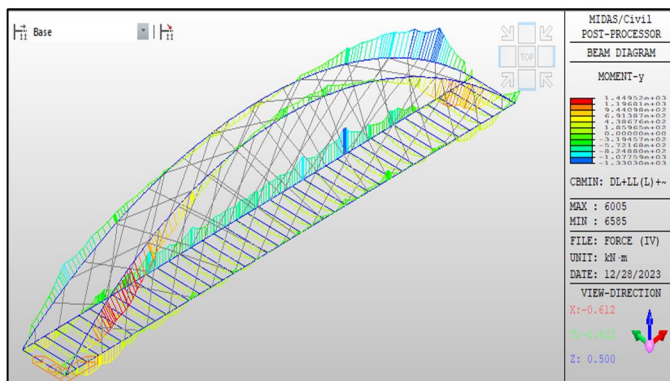 Base
TOP
MIDAS/Civil
POST-PROCESSOR
BEAM DIAGRAM
MOMENT-y
1.44952e+03
1.19681e+03
9.44098e+02
6.91387e+02
4.38676e+02
1.85965e+02
0.00000e+00
-3.19457e+02
-5.72168e+02
-8.24880e+02
-1.07759e+03
-1.33030e+03
CBMIN: DL+LL(L)+~
MAX : 6005
MIN : 6585
FILE: FORCE (IV)
UNIT: kN·m
DATE: 12/28/2023
VIEW-DIRECTION
X:-0.612
Z: 0.500